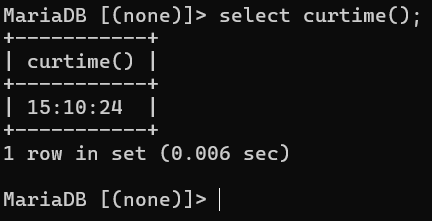 MariaDB [(none)]> select curtime();
+-----------+
| curtime() |
+-----------+
| 15:10:24  |
+-----------+
1 row in set (0.006 sec)
MariaDB [(none)]>